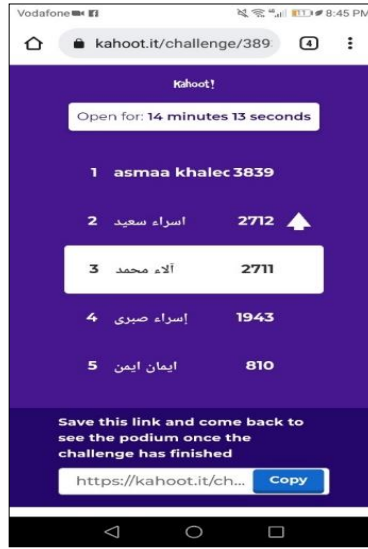 Vodafone 8:45 PM
kahoot.it/challenge/389 4
Kahoot!
Open for: 14 minutes 13 seconds
1 asmaa khalec 3839
2 اسراء سعيد 2712
3 آلاء محمد 2711
4 إسراء صبرى 1943
5 ايمان ايمن 810
Save this link and come back to
see the podium once the
challenge has finished
https://kahoot.it/ch... Copy